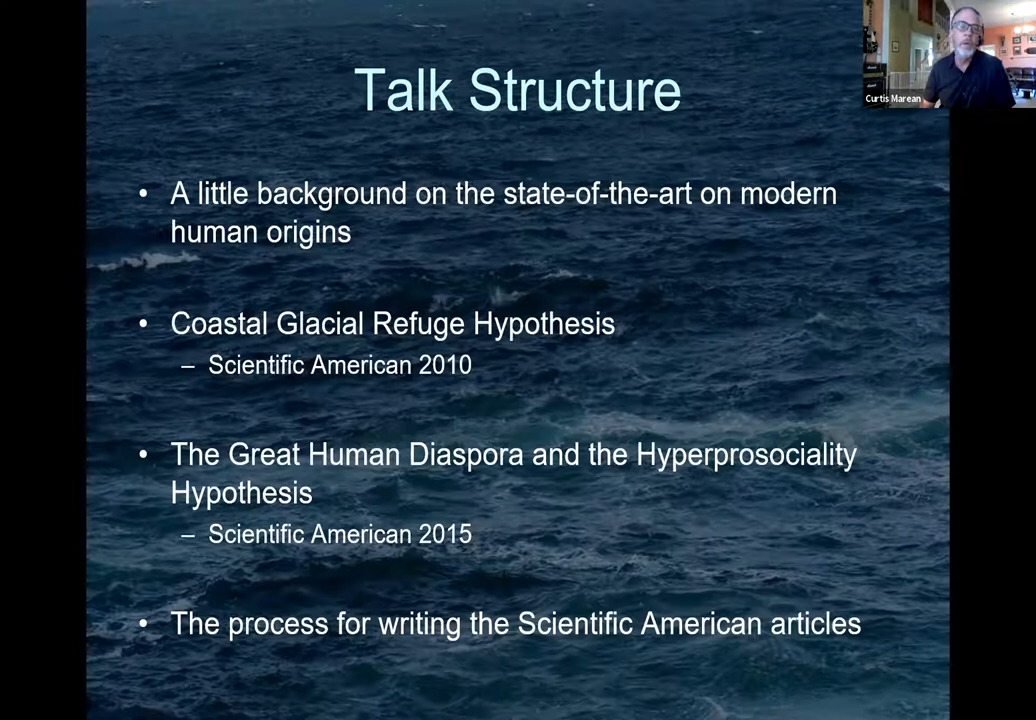 Talk Structure
Curtis Marean
• A little background on the state-of-the-art on modern
human origins
• Coastal Glacial Refuge Hypothesis
– Scientific American 2010
• The Great Human Diaspora and the Hyperprosociality
Hypothesis
– Scientific American 2015
• The process for writing the Scientific American articles